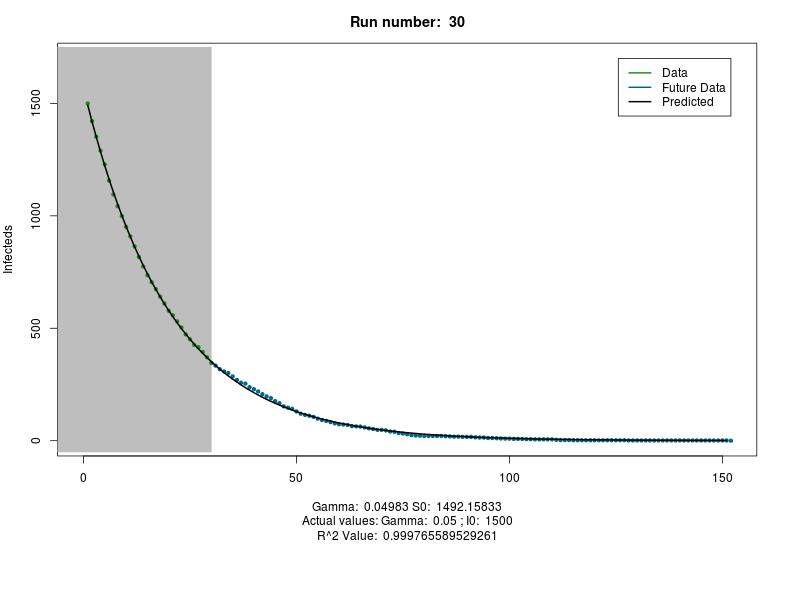 Run number:  30
Infecteds
1500
1000
500
0
Data
Future Data
Predicted
0 50 100 150
Gamma:  0.04983 S0:  1492.15833
Actual values: Gamma:  0.05 ; I0:  1500
R^2 Value:  0.999765589529261